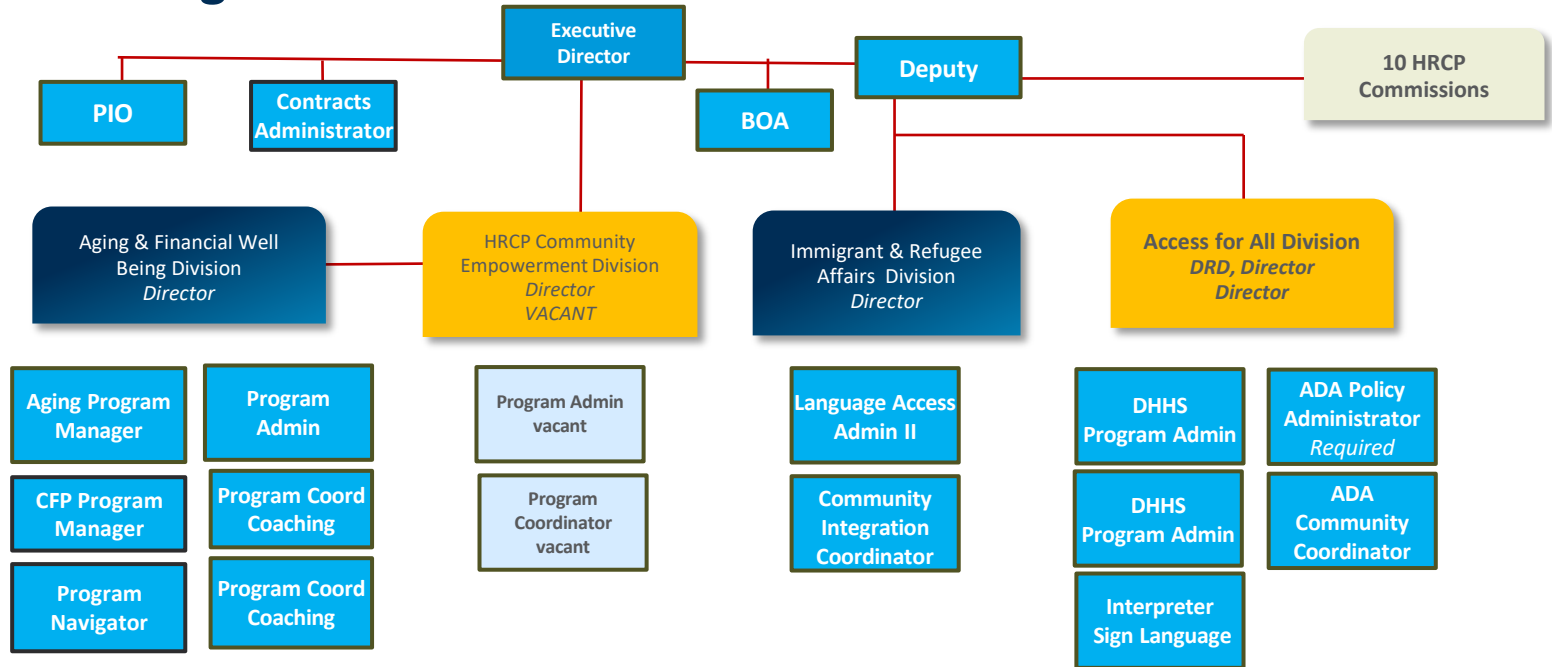 Executive
Director
Deputy
10 HRCP
Commissions
PIO
Contracts
Administrator
BOA
Aging & Financial Well
Being Division
Director
HRCP Community
Empowerment Division
Director
VACANT
Immigrant & Refugee
Affairs Division
Director
Access for All Division
DRD, Director
Director
Aging Program
Manager
Program
Admin
CFP Program
Manager
Program Coord
Coaching
Program
Navigator
Program Coord
Coaching
Program Admin
vacant
Program
Coordinator
vacant
Language Access
Admin II
Community
Integration
Coordinator
DHHS
Program Admin
ADA Policy
Administrator
Required
DHHS
Program Admin
ADA
Community
Coordinator
Interpreter
Sign Language